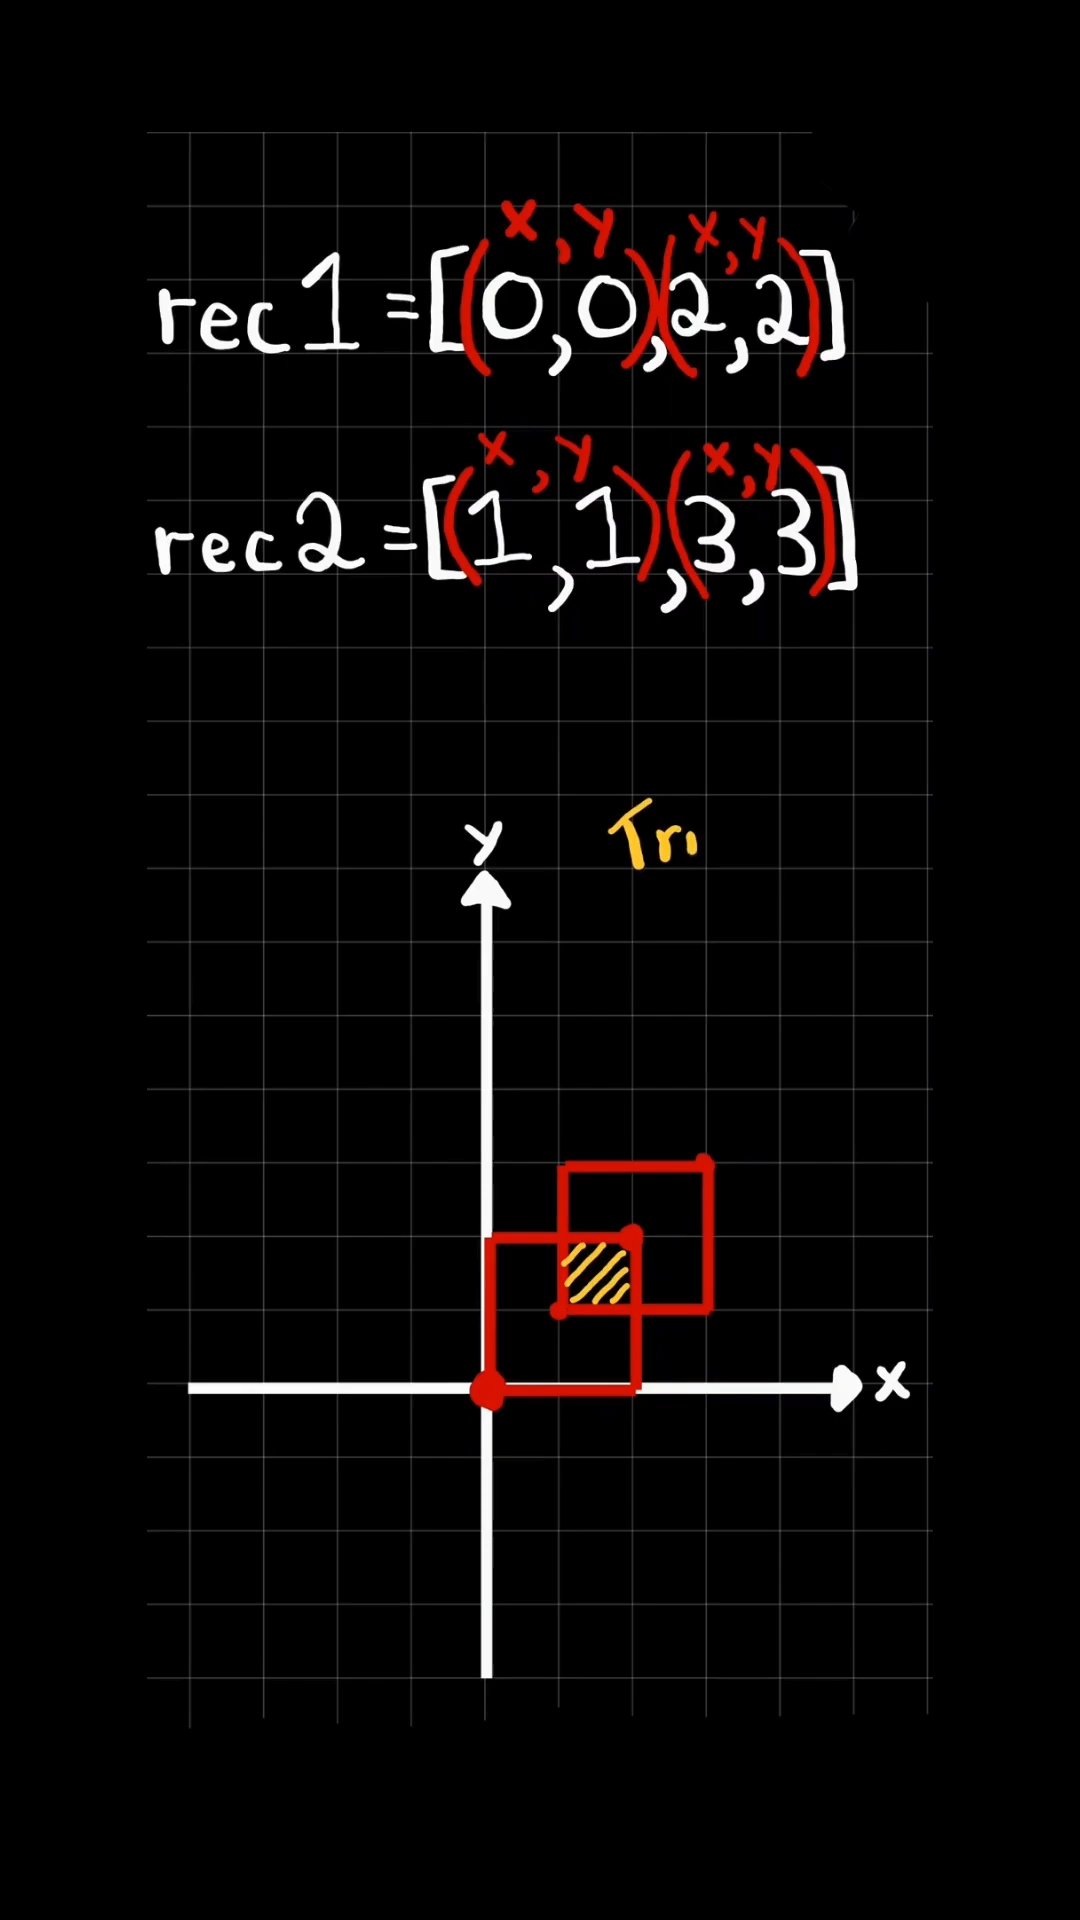 x, y x, y
rec1 = [(0,0),(2,2)]
x, y x, y
rec2 = [(1,1),(3,3)]
Tri
y
x